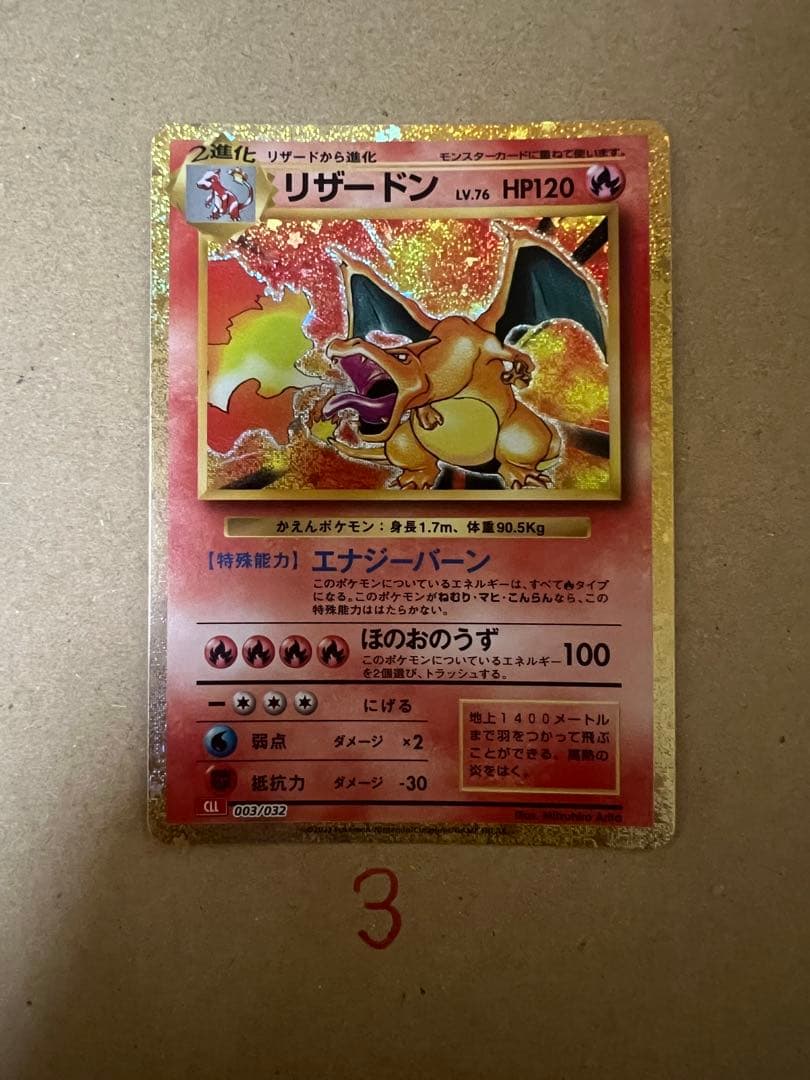 2進化 リザードから進化 モンスターカードに重ねて使います。
リザードン LV.76 HP120
かえんポケモン：身長1.7m、体重90.5Kg
【特殊能力】 エナジーバーン
このポケモンについているエネルギーは、すべて🔥タイプ
になる。このポケモンがねむり・マヒ・こんらんなら、この
特殊能力ははたらかない。
ほのおのうず 100
このポケモンについているエネルギー
を2個選び、トラッシュする。
にげる
弱点 ダメージ ×2
抵抗力 ダメージ -30
地上1400メートル
まで羽をつかって飛ぶ
ことができる。高熱の
炎をはく。
CLL 003/032
Illus. Mitsuhiro Arita
3